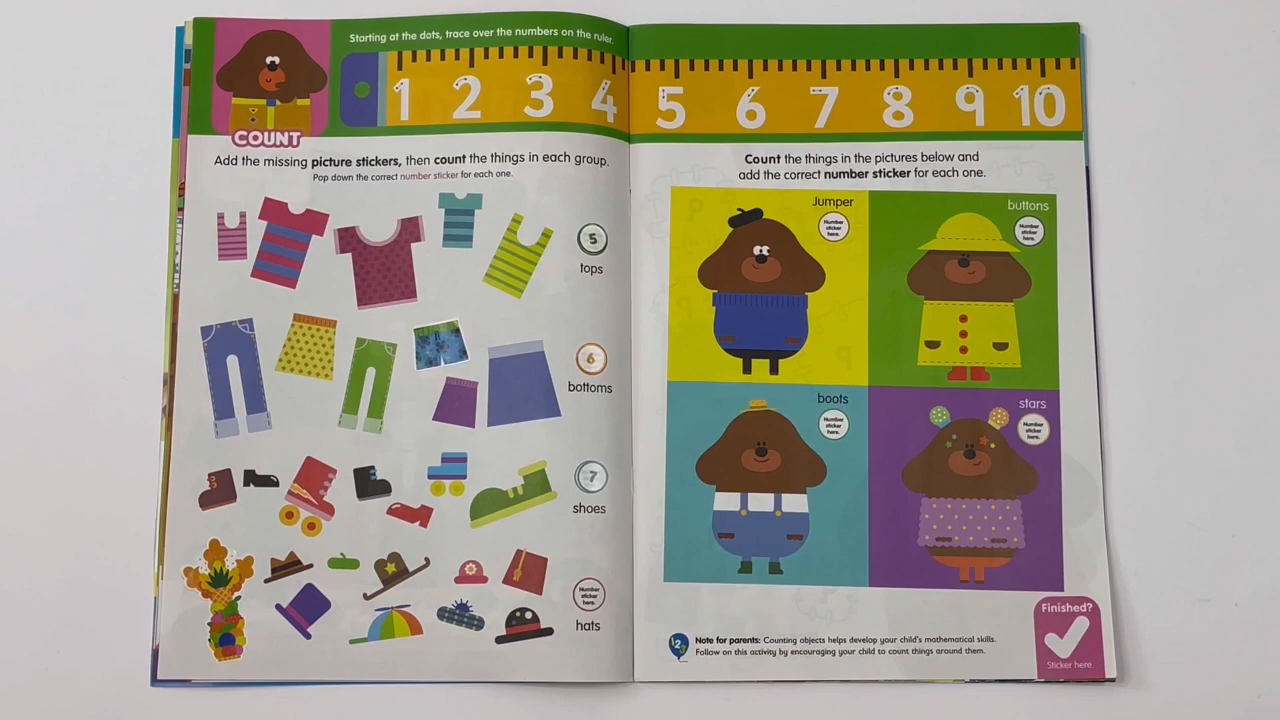 Starting at the dots, trace over the numbers on the ruler.
1 2 3 4 5 6 7 8 9 10
COUNT
Add the missing picture stickers, then count the things in each group.
Pop down the correct number sticker for each one.
5
tops
6
bottoms
7
shoes
Number
sticker
here.
hats
Count the things in the pictures below and
add the correct number sticker for each one.
Jumper
Number
sticker
here.
buttons
Number
sticker
here.
boots
Number
sticker
here.
stars
Number
sticker
here.
123
Note for parents: Counting objects helps develop your child's mathematical skills.
Follow on this activity by encouraging your child to count things around them.
Finished?
Sticker here.